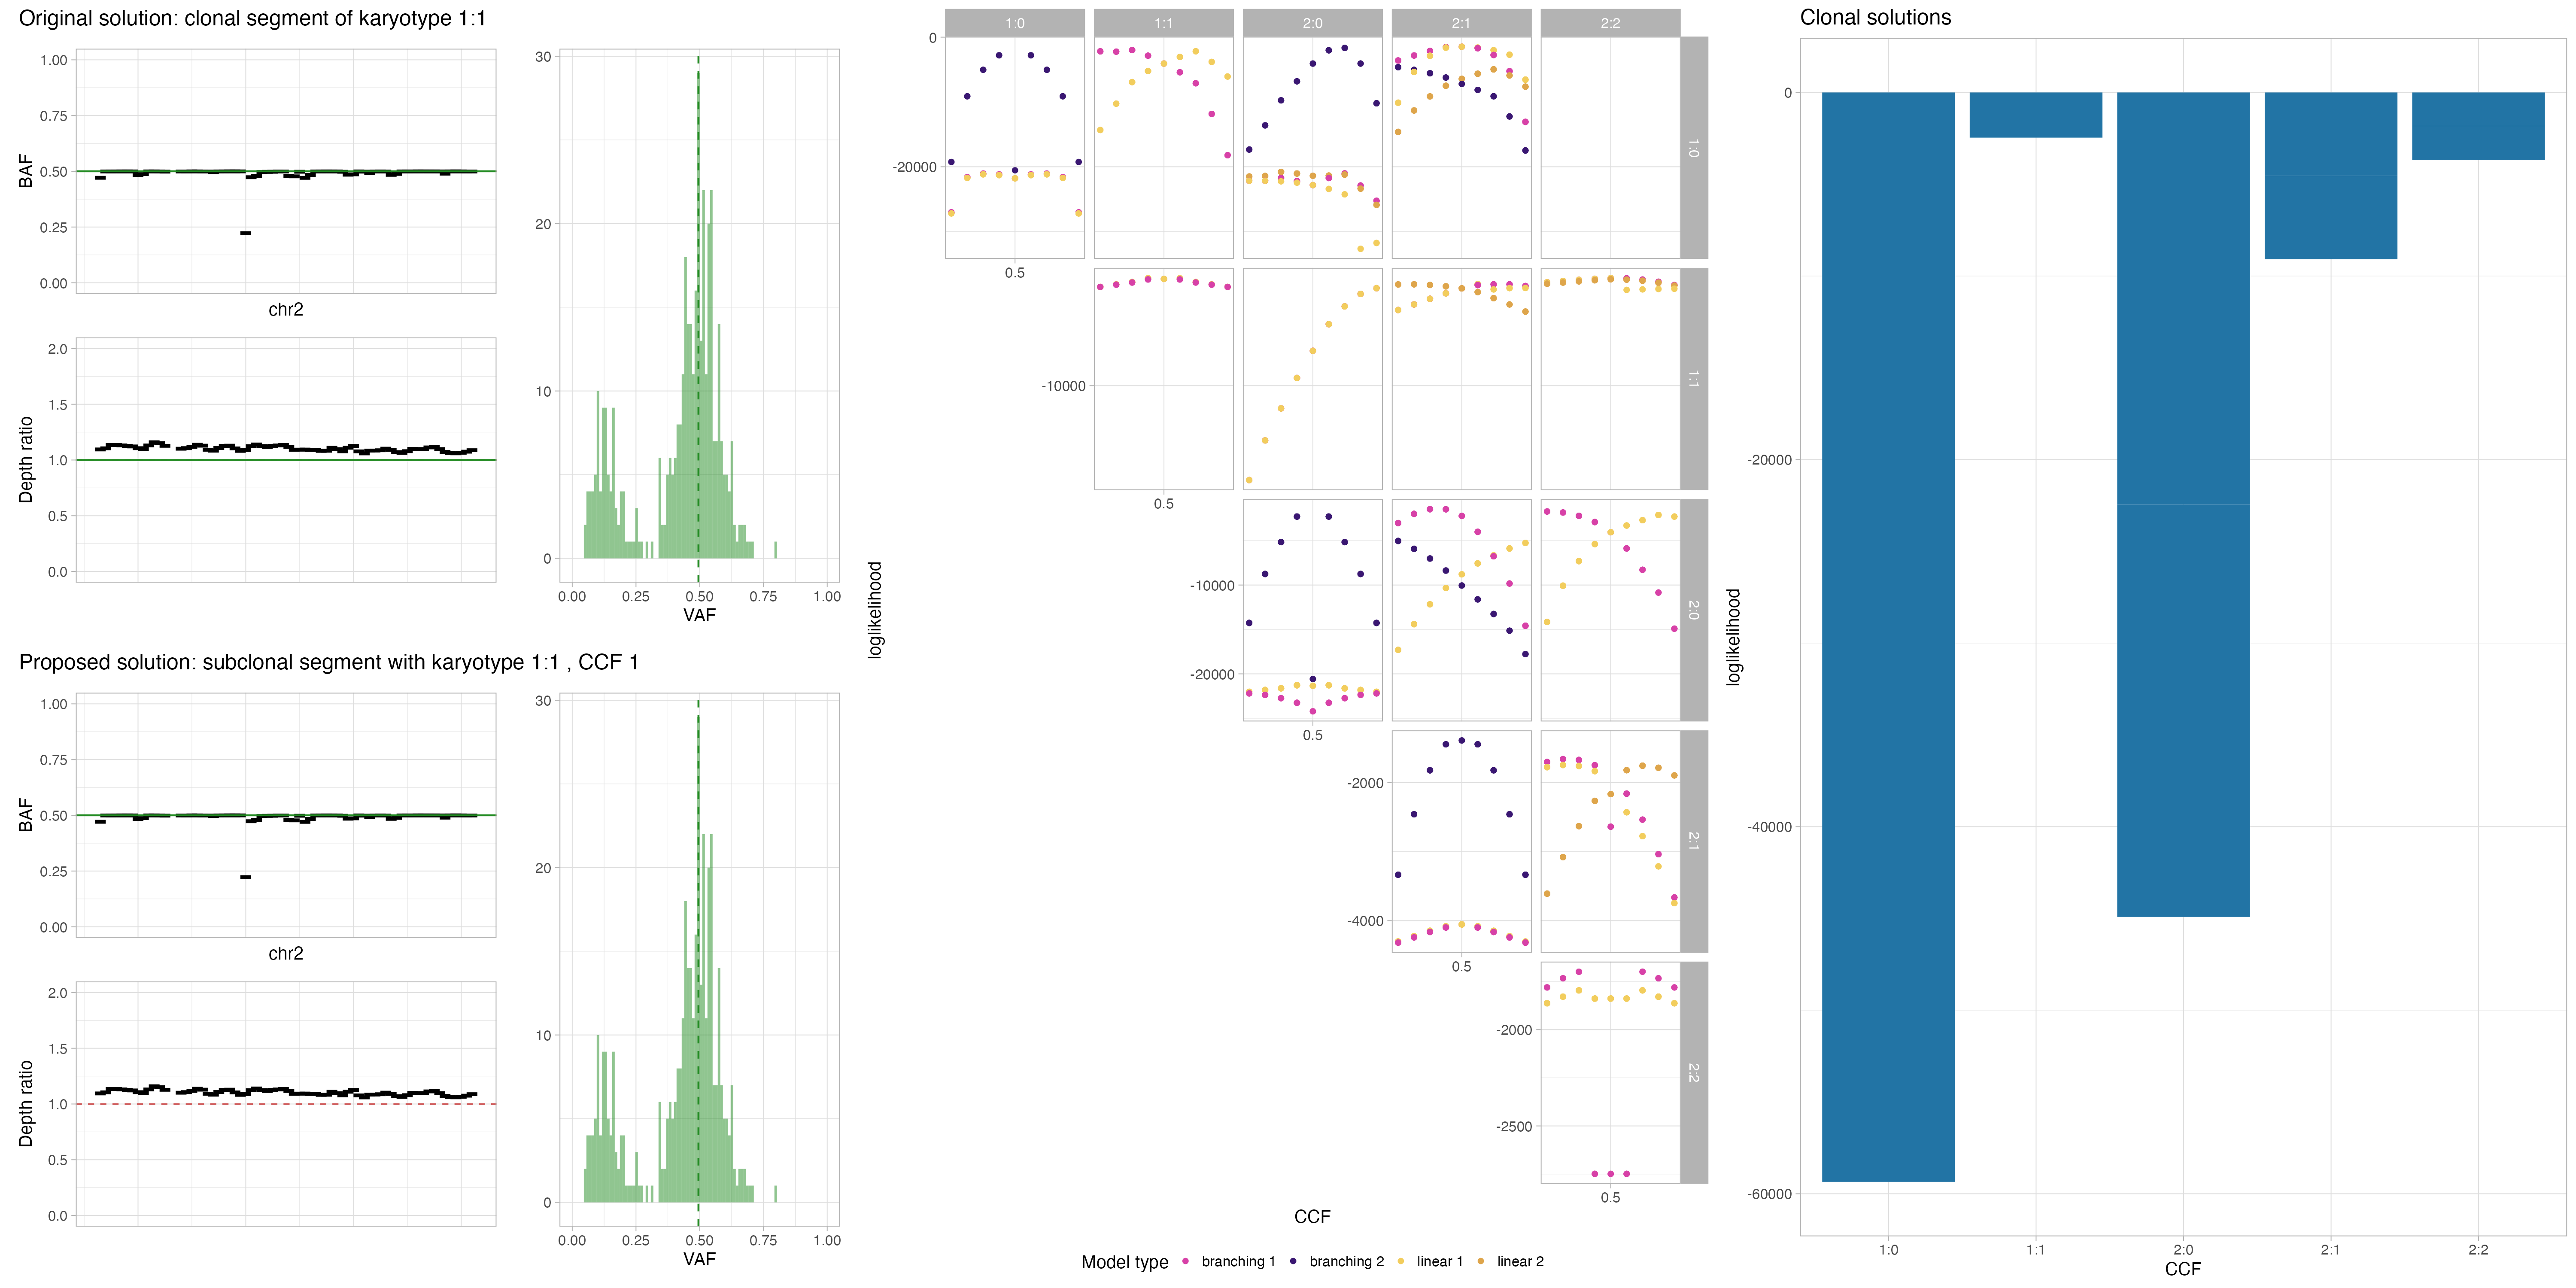 Original solution: clonal segment of karyotype 1:1
1.00
0.75
0.50
0.25
0.00
BAF
chr2
2.0
1.5
1.0
0.5
0.0
Depth ratio
30
20
10
0
0.00 0.25 0.50 0.75 1.00
VAF
Proposed solution: subclonal segment with karyotype 1:1 , CCF 1
1.00
0.75
0.50
0.25
0.00
BAF
chr2
2.0
1.5
1.0
0.5
0.0
Depth ratio
30
20
10
0
0.00 0.25 0.50 0.75 1.00
VAF
loglikelihood
1:0 1:1 2:0 2:1 2:2
0
-20000
0.5
1:0
-10000
0.5
1:1
-10000
-20000
0.5
2:0
-2000
-4000
0.5
2:1
-2000
-2500
0.5
2:2
CCF
Model type branching 1 branching 2 linear 1 linear 2
Clonal solutions
0
-20000
-40000
-60000
loglikelihood
1:0 1:1 2:0 2:1 2:2
CCF